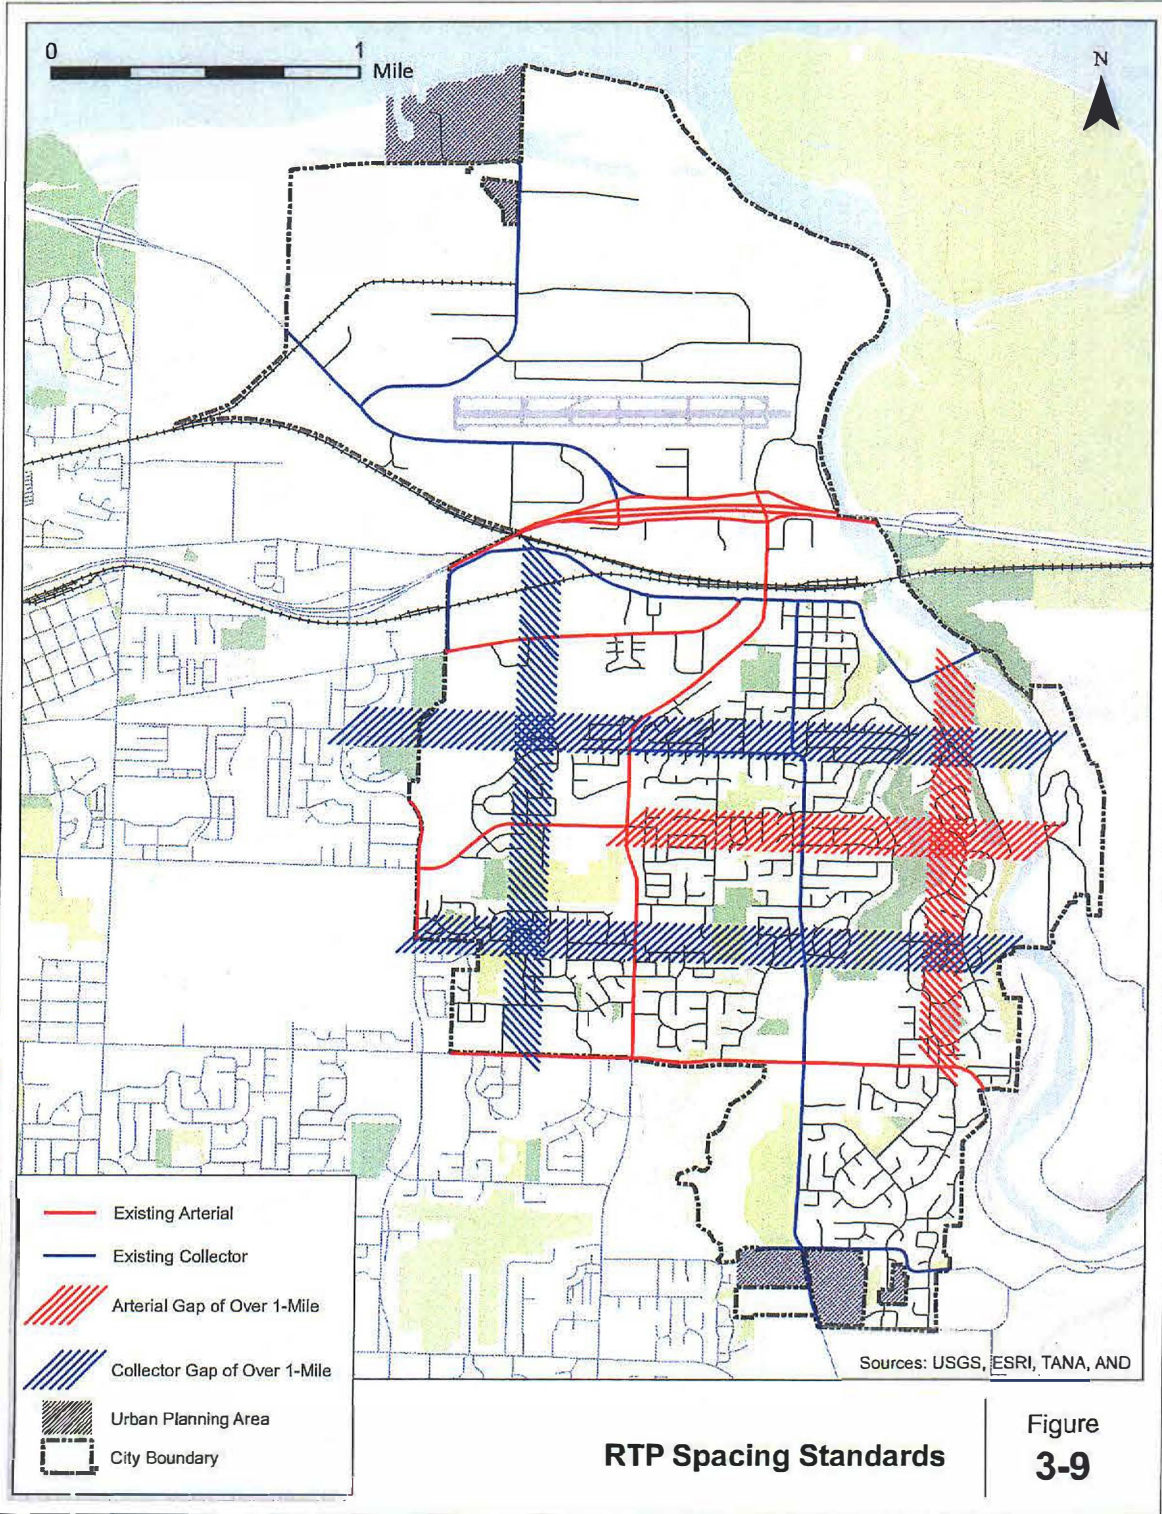 0 1
Mile
N
Existing Arterial
Existing Collector
Arterial Gap of Over 1-Mile
Collector Gap of Over 1-Mile
Urban Planning Area
City Boundary
Sources: USGS, ESRI, TANA, AND
RTP Spacing Standards
Figure
3-9